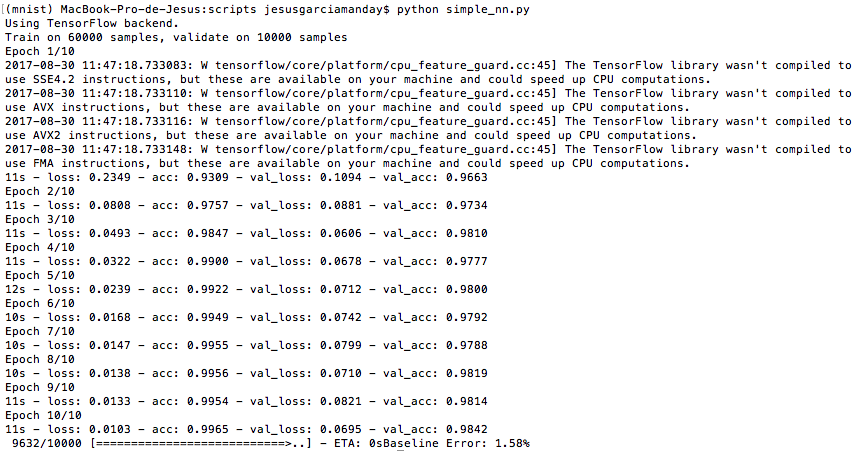 [(mnist) MacBook-Pro-de-Jesus:scripts jesusgarciamanday$ python simple_nn.py
Using TensorFlow backend.
Train on 60000 samples, validate on 10000 samples
Epoch 1/10
2017-08-30 11:47:18.733083: W tensorflow/core/platform/cpu_feature_guard.cc:45] The TensorFlow library wasn't compiled to
use SSE4.2 instructions, but these are available on your machine and could speed up CPU computations.
2017-08-30 11:47:18.733110: W tensorflow/core/platform/cpu_feature_guard.cc:45] The TensorFlow library wasn't compiled to
use AVX instructions, but these are available on your machine and could speed up CPU computations.
2017-08-30 11:47:18.733116: W tensorflow/core/platform/cpu_feature_guard.cc:45] The TensorFlow library wasn't compiled to
use AVX2 instructions, but these are available on your machine and could speed up CPU computations.
2017-08-30 11:47:18.733148: W tensorflow/core/platform/cpu_feature_guard.cc:45] The TensorFlow library wasn't compiled to
use FMA instructions, but these are available on your machine and could speed up CPU computations.
11s - loss: 0.2349 - acc: 0.9309 - val_loss: 0.1094 - val_acc: 0.9663
Epoch 2/10
11s - loss: 0.0808 - acc: 0.9757 - val_loss: 0.0881 - val_acc: 0.9734
Epoch 3/10
11s - loss: 0.0493 - acc: 0.9847 - val_loss: 0.0606 - val_acc: 0.9810
Epoch 4/10
11s - loss: 0.0322 - acc: 0.9900 - val_loss: 0.0678 - val_acc: 0.9777
Epoch 5/10
12s - loss: 0.0239 - acc: 0.9922 - val_loss: 0.0712 - val_acc: 0.9800
Epoch 6/10
10s - loss: 0.0168 - acc: 0.9949 - val_loss: 0.0742 - val_acc: 0.9792
Epoch 7/10
10s - loss: 0.0147 - acc: 0.9955 - val_loss: 0.0799 - val_acc: 0.9788
Epoch 8/10
10s - loss: 0.0138 - acc: 0.9956 - val_loss: 0.0710 - val_acc: 0.9819
Epoch 9/10
11s - loss: 0.0133 - acc: 0.9954 - val_loss: 0.0821 - val_acc: 0.9814
Epoch 10/10
11s - loss: 0.0103 - acc: 0.9965 - val_loss: 0.0695 - val_acc: 0.9842
9632/10000 [===========================>..] - ETA: 0sBaseline Error: 1.58%